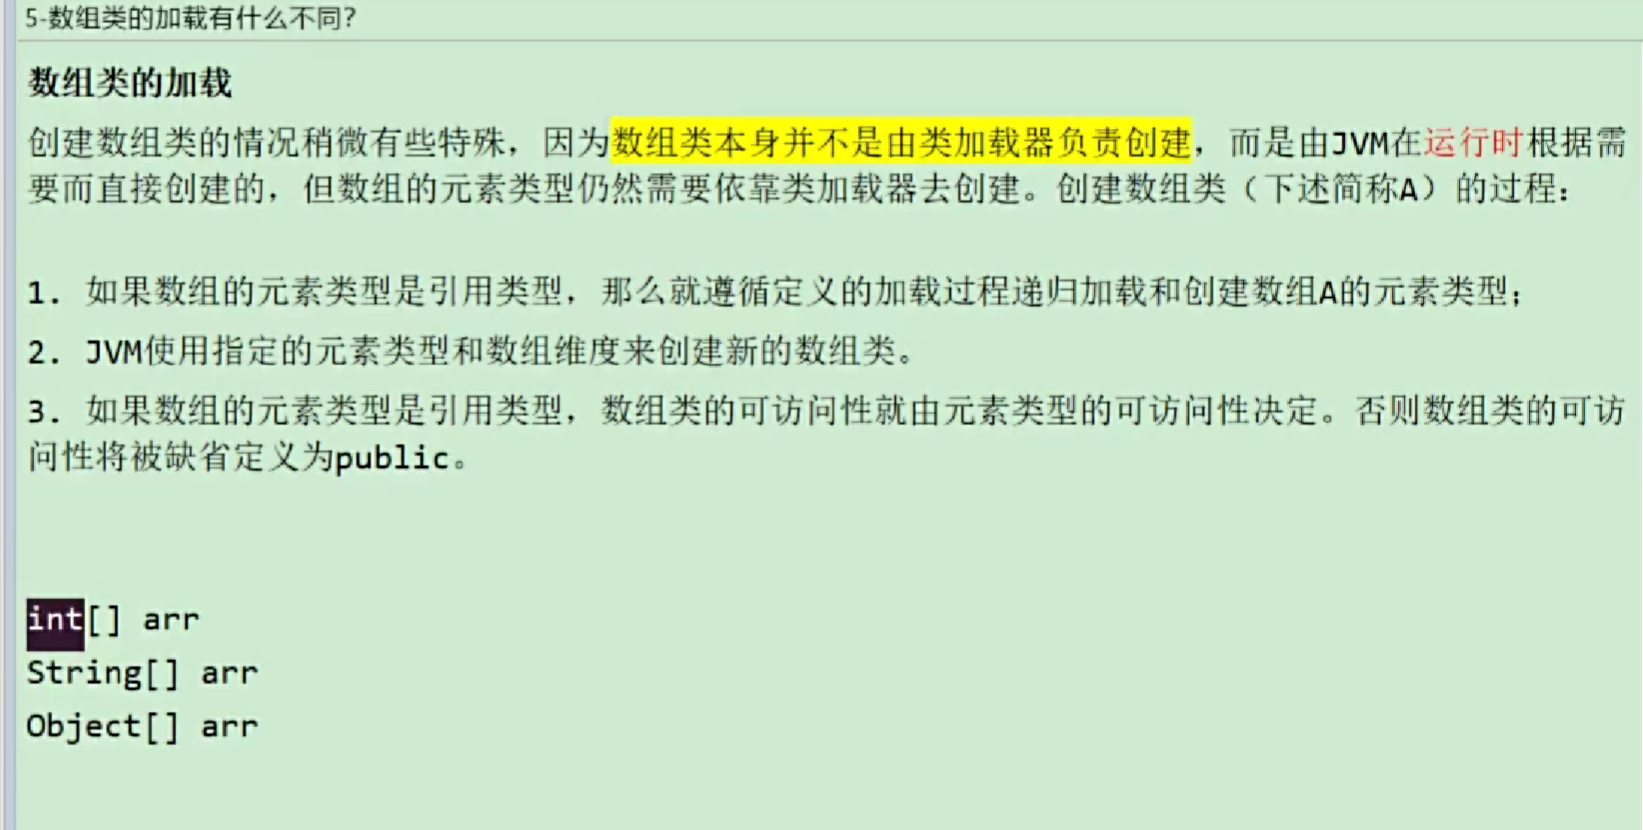 5-数组类的加载有什么不同?
数组类的加载
创建数组类的情况稍微有些特殊，因为数组类本身并不是由类加载器负责创建，而是由JVM在运行时根据需
要而直接创建的，但数组的元素类型仍然需要依靠类加载器去创建。创建数组类（下述简称A）的过程：
1. 如果数组的元素类型是引用类型，那么就遵循定义的加载过程递归加载和创建数组A的元素类型；
2. JVM使用指定的元素类型和数组维度来创建新的数组类。
3. 如果数组的元素类型是引用类型，数组类的可访问性就由元素类型的可访问性决定。否则数组类的可访
问性将被缺省定义为public。
int[] arr
String[] arr
Object[] arr